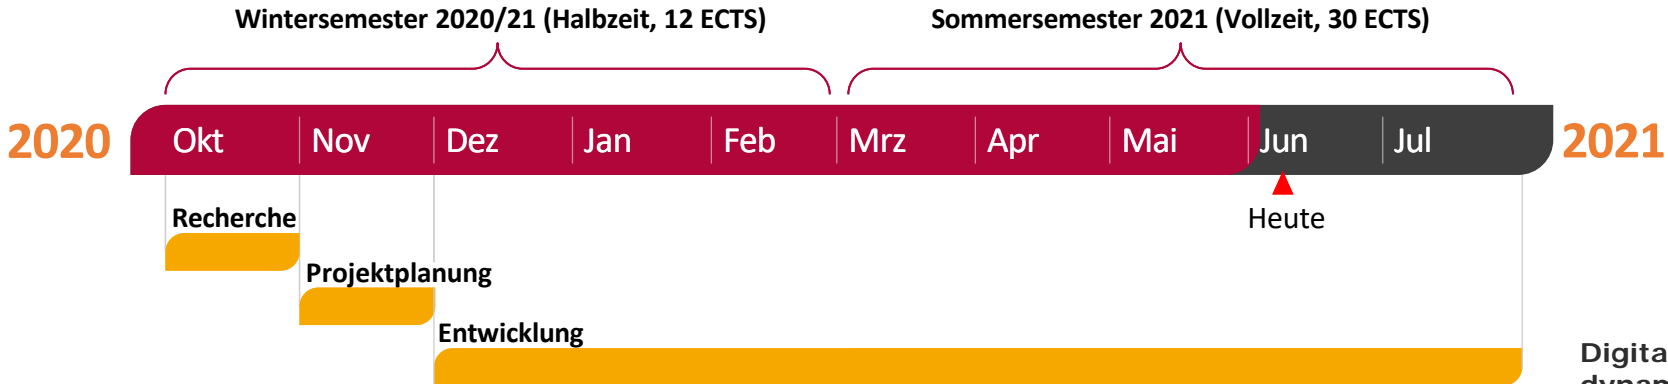 Wintersemester 2020/21 (Halbzeit, 12 ECTS) Sommersemester 2021 (Vollzeit, 30 ECTS)
2020 Okt Nov Dez Jan Feb Mrz Apr Mai Jun Jul 2021
Recherche
Heute
Projektplanung
Entwicklung
Digita